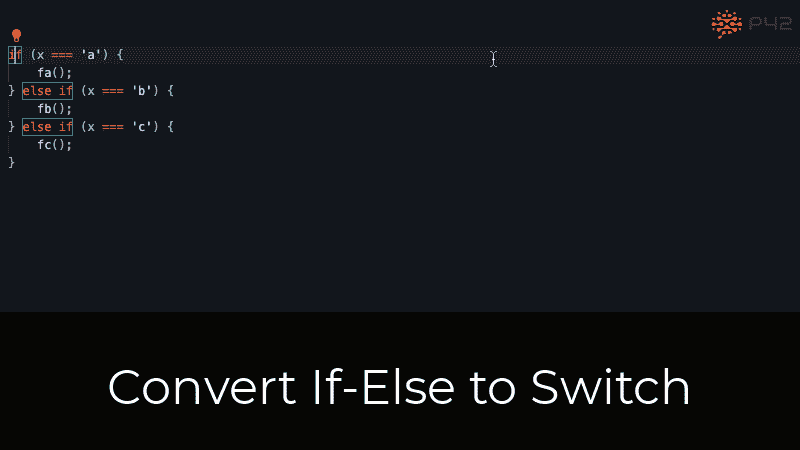 P42
if (x === 'a') {
    fa();
} else if (x === 'b') {
    fb();
} else if (x === 'c') {
    fc();
}
Convert If-Else to Switch